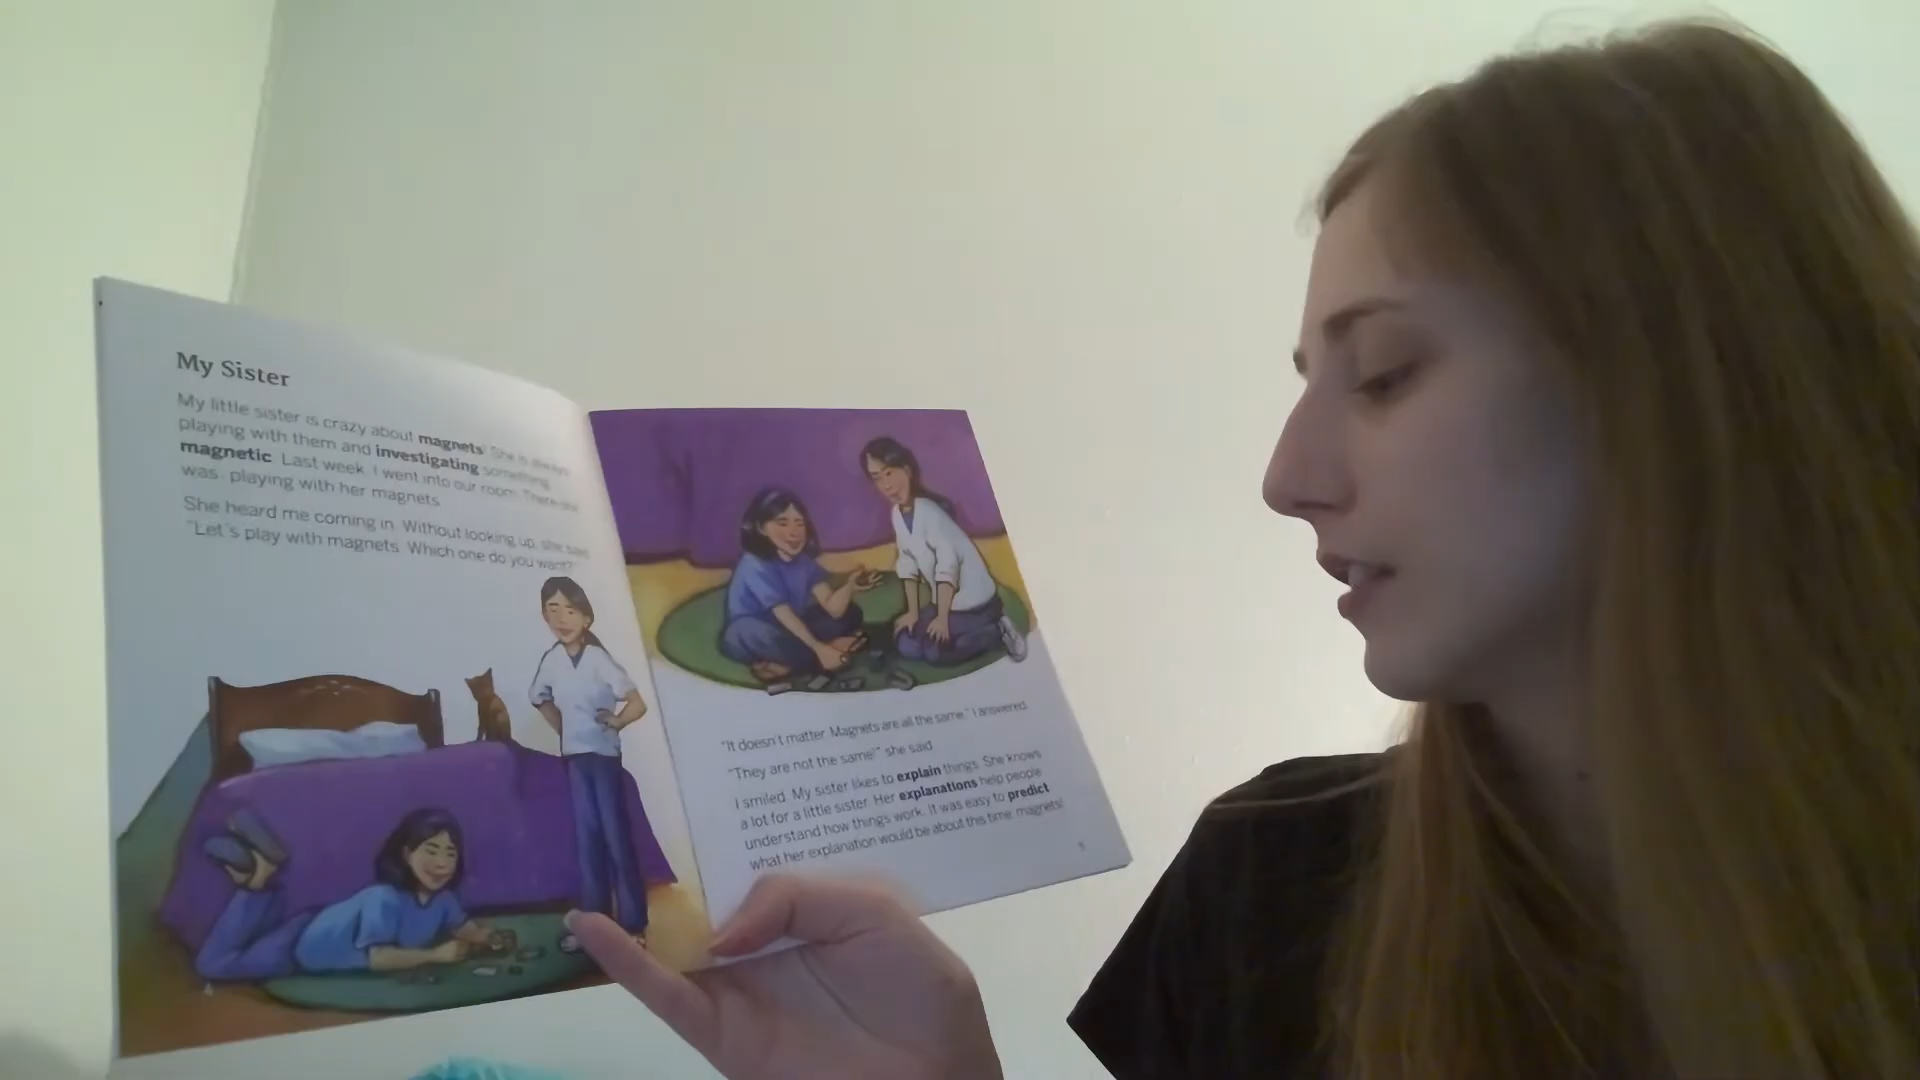 My Sister
My little sister is crazy about magnets! She is always
playing with them and investigating something
magnetic. Last week, I went into our room. There she
was, playing with her magnets.
She heard me coming in. Without looking up, she said,
"Let's play with magnets. Which one do you want?"
"It doesn't matter. Magnets are all the same," I answered.
"They are not the same!" she said.
I smiled. My sister likes to explain things. She knows
a lot for a little sister. Her explanations help people
understand how things work. It was easy to predict
what her explanation would be about this time: magnets!